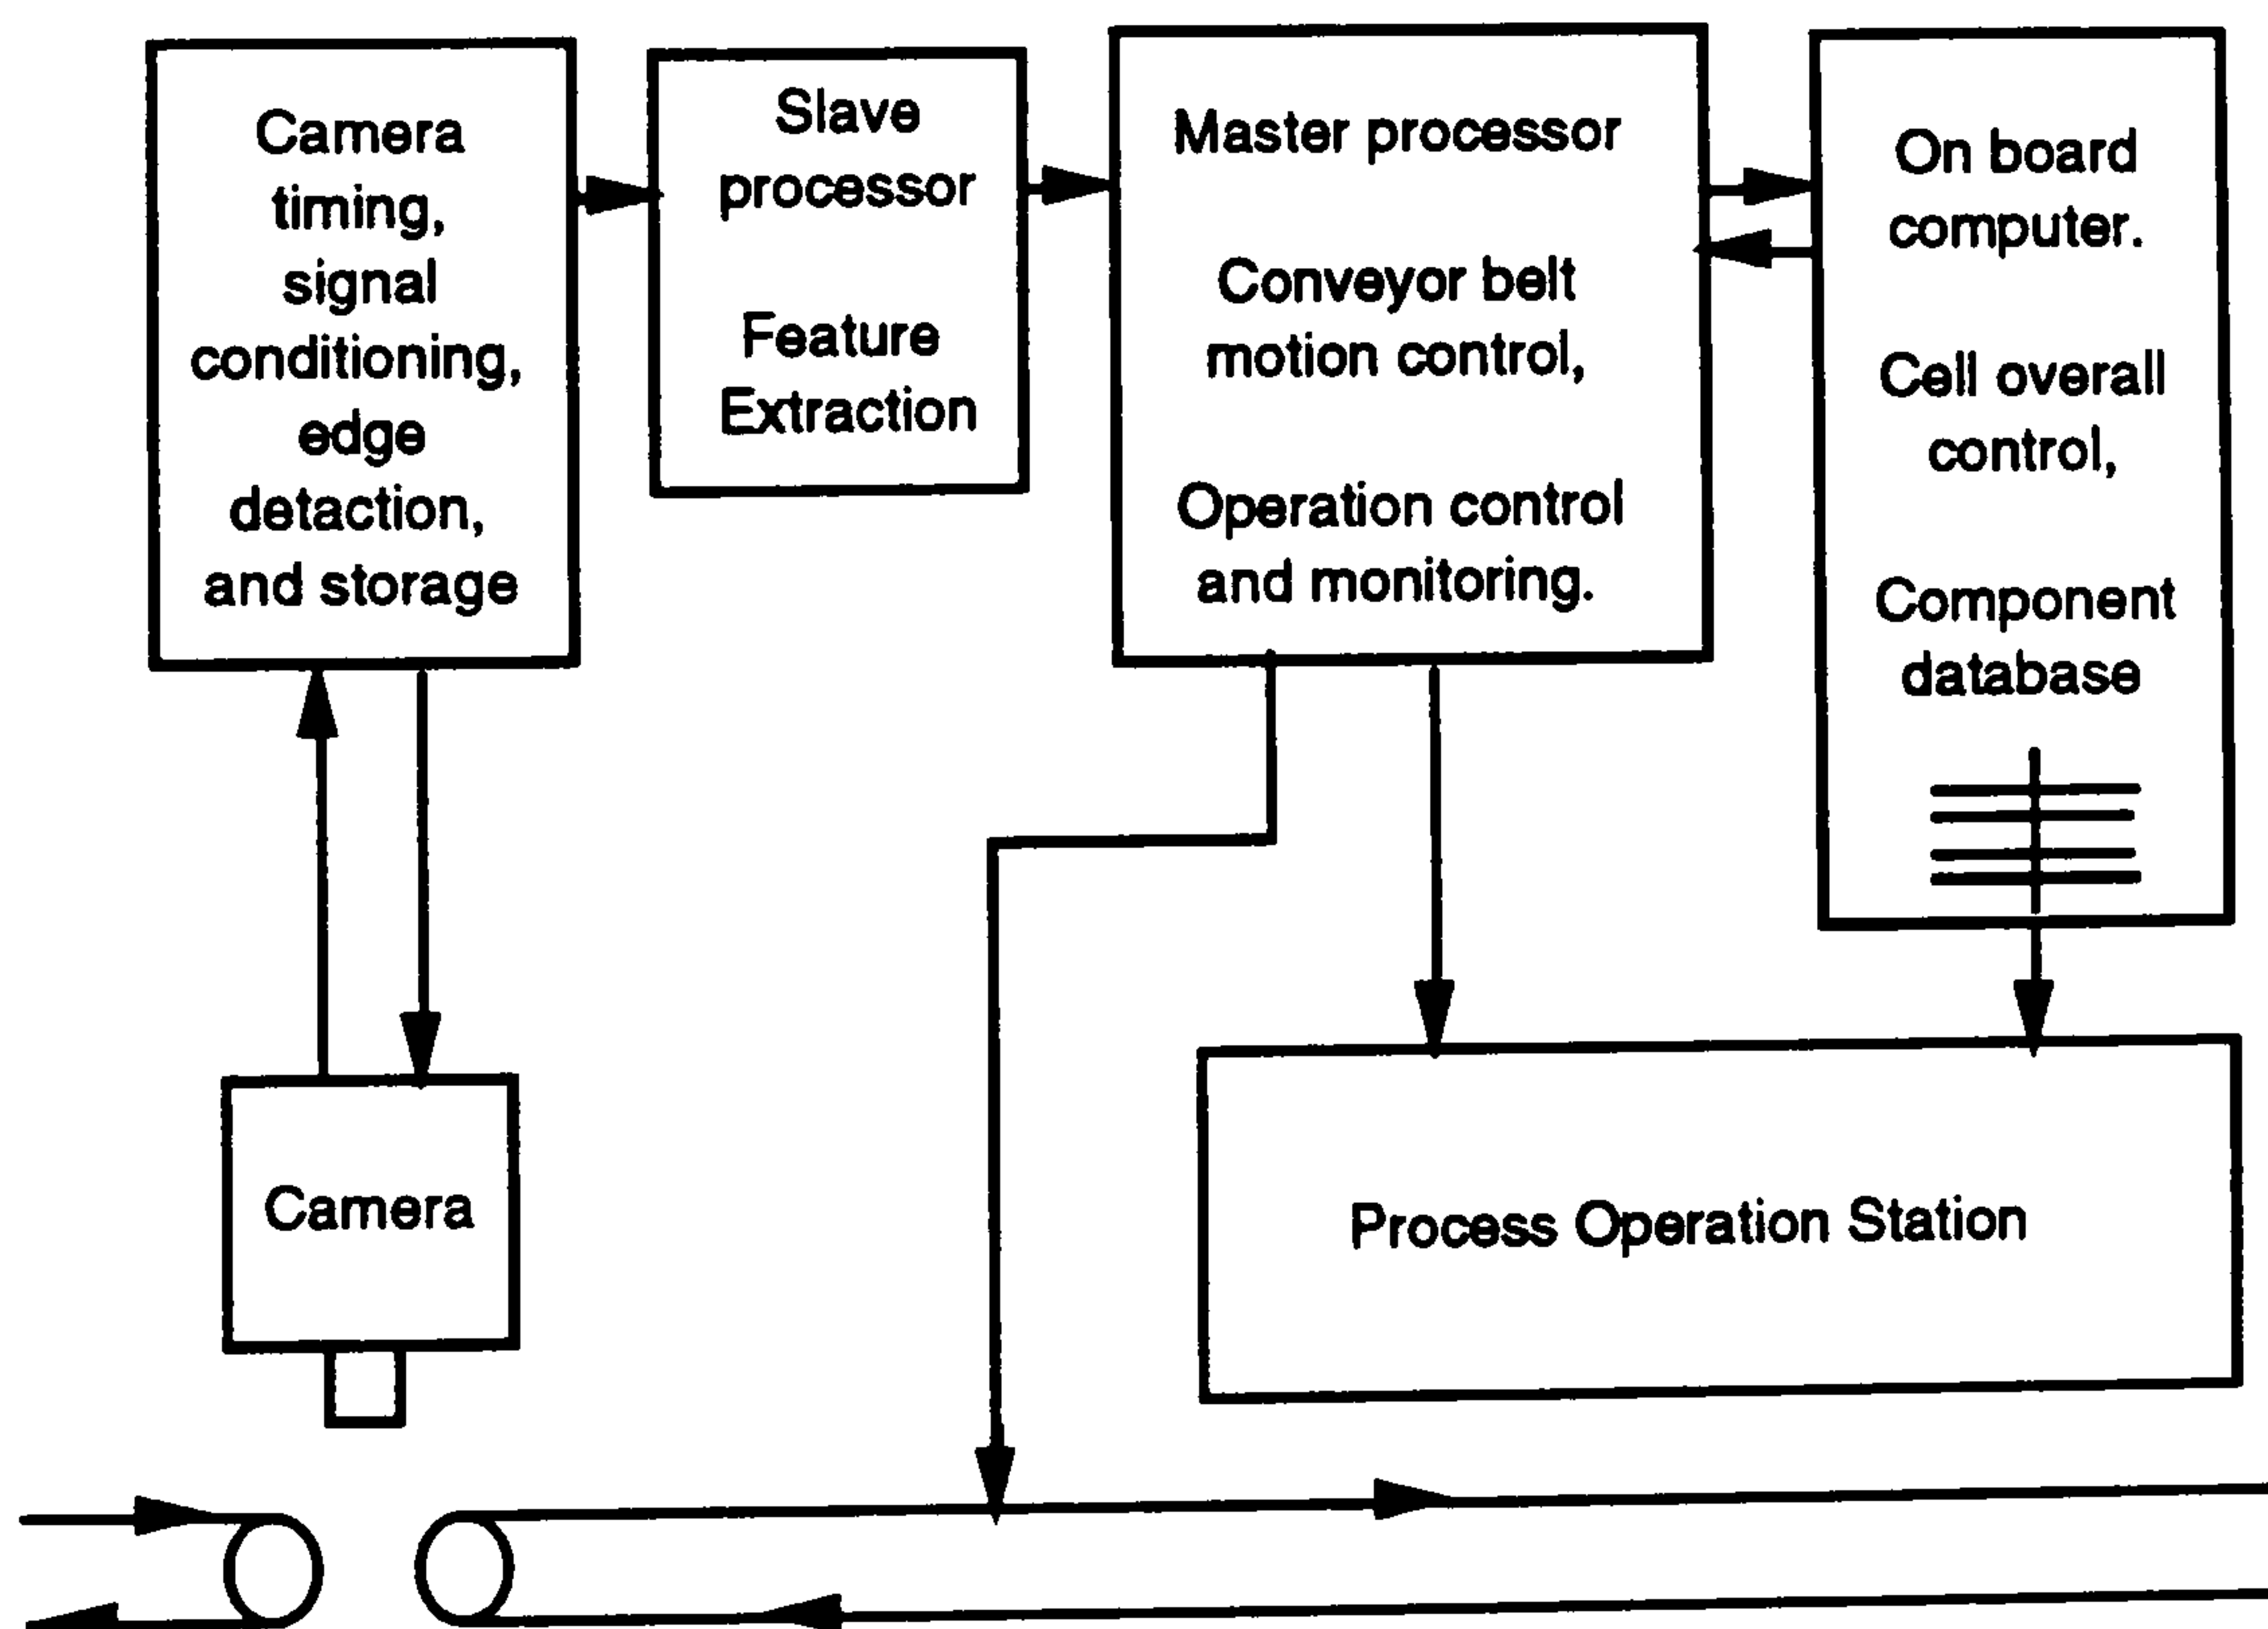 Camera
timing,
signal
conditioning,
edge
detaction,
and storage
Slave
processor
Feature
Extraction
Master processor
Conveyor belt
motion control,
Operation control
and monitoring.
On board
computer.
Cell overall
control,
Component
database
Camera
Process Operation Station